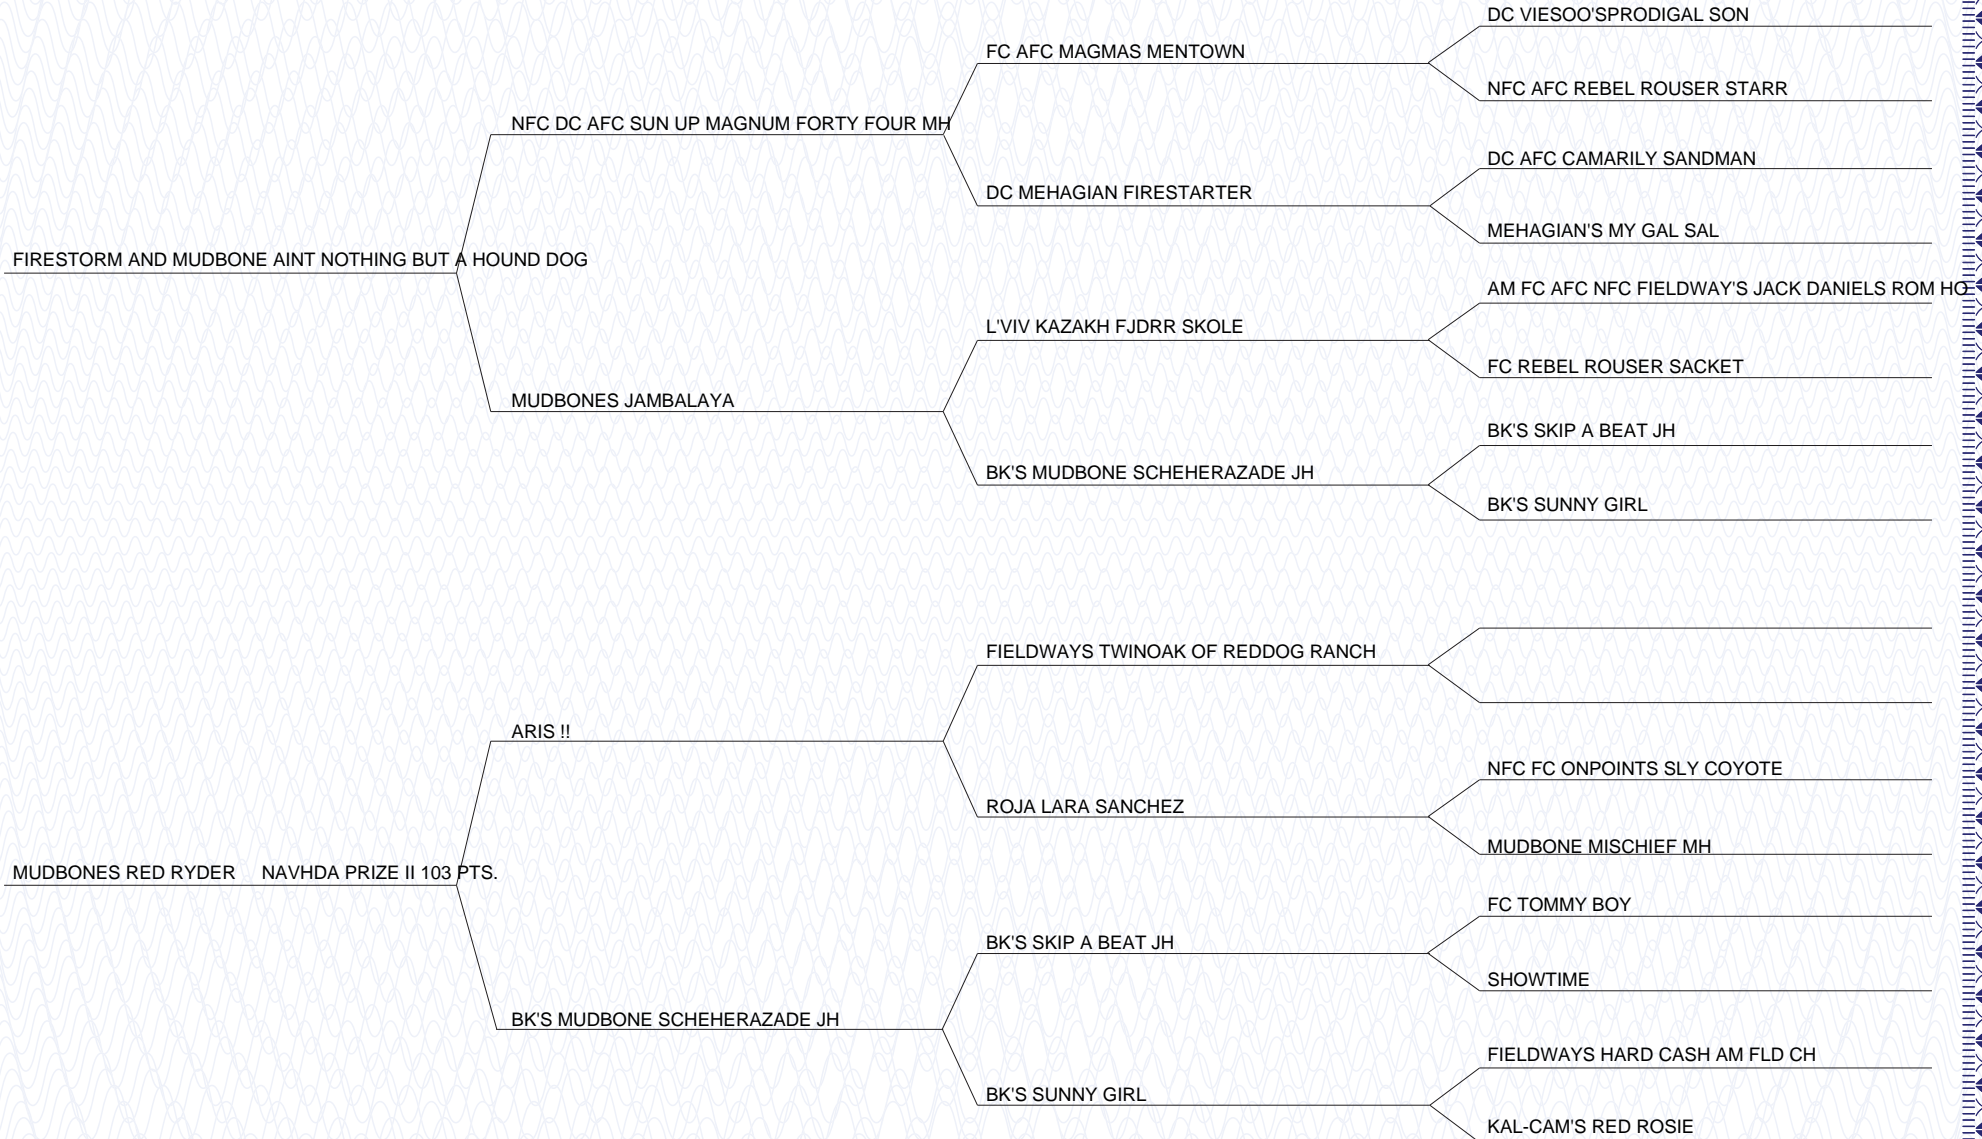 DC VIESOO'SPRODIGAL SON
FC AFC MAGMAS MENTOWN
NFC AFC REBEL ROUSER STARR
NFC DC AFC SUN UP MAGNUM FORTY FOUR MH
DC AFC CAMARILY SANDMAN
DC MEHAGIAN FIRESTARTER
MEHAGIAN'S MY GAL SAL
FIRESTORM AND MUDBONE AINT NOTHING BUT A HOUND DOG
AM FC AFC NFC FIELDWAY'S JACK DANIELS ROM HO
L'VIV KAZAKH FJDRR SKOLE
FC REBEL ROUSER SACKET
MUDBONES JAMBALAYA
BK'S SKIP A BEAT JH
BK'S MUDBONE SCHEHERAZADE JH
BK'S SUNNY GIRL
FIELDWAYS TWINOAK OF REDDOG RANCH
ARIS !!
NFC FC ONPOINTS SLY COYOTE
ROJA LARA SANCHEZ
MUDBONE MISCHIEF MH
MUDBONES RED RYDER NAVHDA PRIZE II 103 PTS.
FC TOMMY BOY
BK'S SKIP A BEAT JH
SHOWTIME
BK'S MUDBONE SCHEHERAZADE JH
FIELDWAYS HARD CASH AM FLD CH
BK'S SUNNY GIRL
KAL-CAM'S RED ROSIE